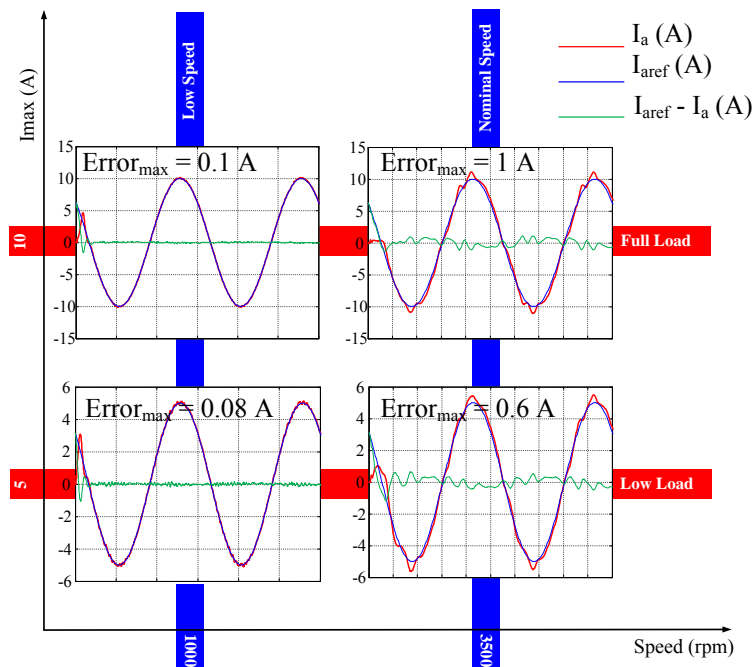 Imax (A)
Low Speed
Nominal Speed
I_a (A)
I_aref (A)
I_aref - I_a (A)
Error_max = 0.1 A
15
10
5
0
-5
-10
-15
Error_max = 1 A
15
10
5
0
-5
-10
-15
10
Full Load
Error_max = 0.08 A
6
4
2
0
-2
-4
-6
Error_max = 0.6 A
6
4
2
0
-2
-4
-6
5
Low Load
1000
3500
Speed (rpm)